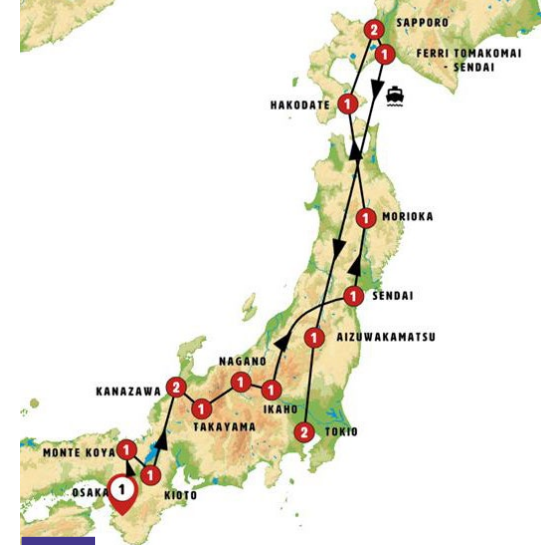 2
SAPPORO
1
FERRI TOMAKOMAI
- SENDAI
HAKODATE 1
1 MORIOKA
1 SENDAI
1 AIZUWAKAMATSU
NAGANO
KANAZAWA 2
1
1
IKAHO
1
TAKAYAMA
2 TOKIO
MONTE KOYA 1
OSAKA 1
1
KIOTO